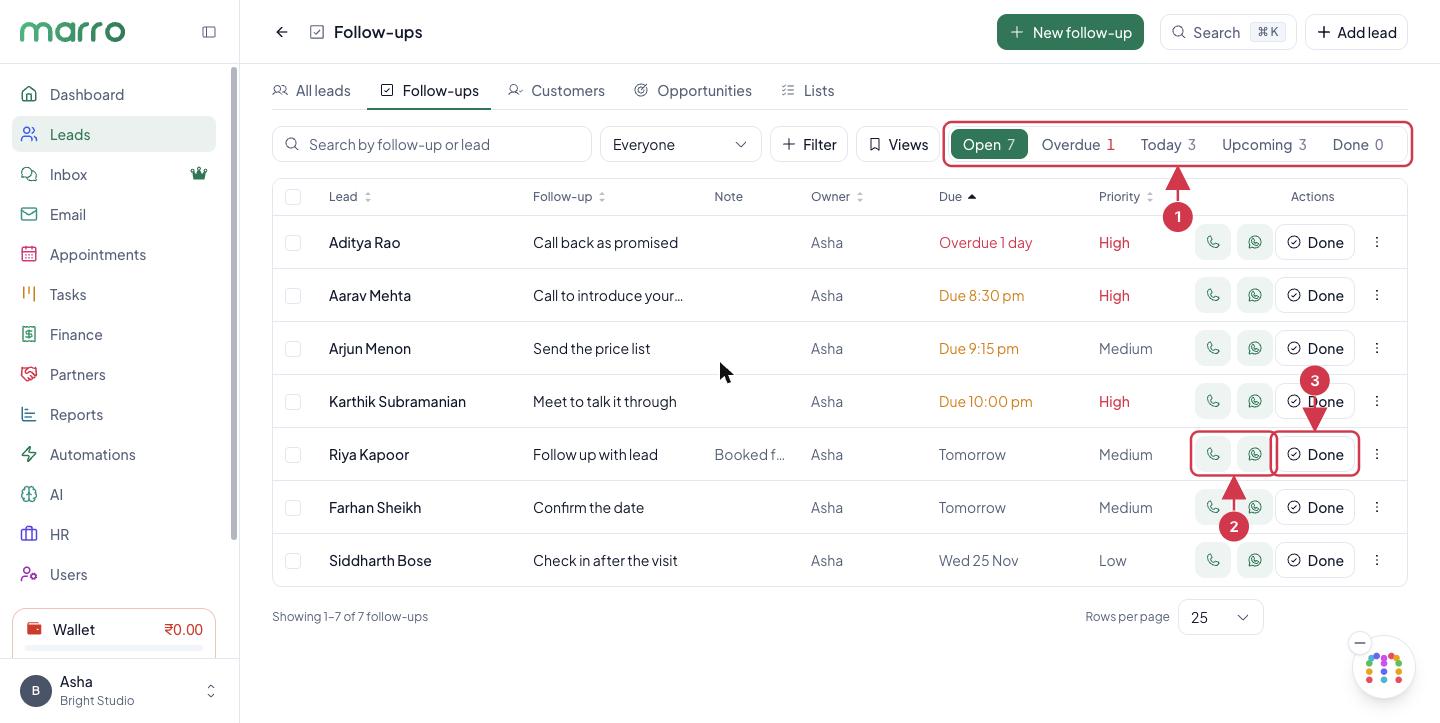 marro
Follow-ups
New follow-up
Search ⌘ K
Add lead
Dashboard
Leads
Inbox
Email
Appointments
Tasks
Finance
Partners
Reports
Automations
AI
HR
Users
Wallet ₹0.00
B
Asha
Bright Studio
All leads Follow-ups Customers Opportunities Lists
Search by follow-up or lead Everyone Filter Views Open 7 Overdue 1 Today 3 Upcoming 3 Done 0
Lead Follow-up Note Owner Due Priority Actions
1
Aditya Rao Call back as promised Asha Overdue 1 day High Done
Aarav Mehta Call to introduce your... Asha Due 8:30 pm High Done
Arjun Menon Send the price list Asha Due 9:15 pm Medium Done
3
Karthik Subramanian Meet to talk it through Asha Due 10:00 pm High Done
Riya Kapoor Follow up with lead Booked f... Asha Tomorrow Medium Done
Farhan Sheikh Confirm the date Asha Tomorrow Medium Done
2
Siddharth Bose Check in after the visit Asha Wed 25 Nov Low Done
Showing 1–7 of 7 follow-ups Rows per page 25